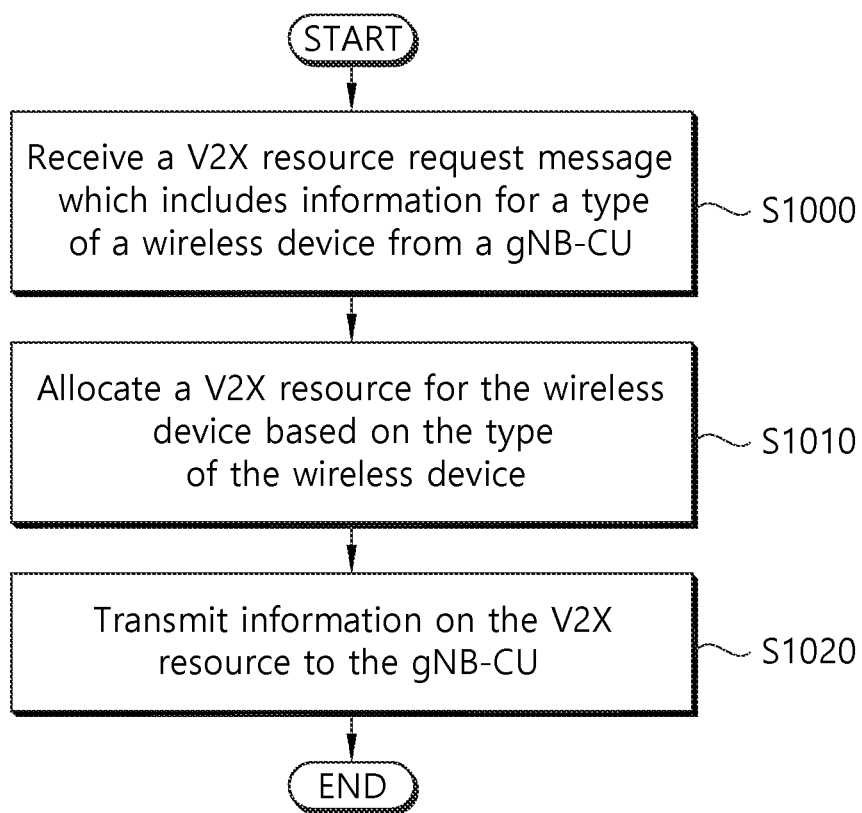 START
Receive a V2X resource request message
which includes information for a type
of a wireless device from a gNB-CU
S1000
Allocate a V2X resource for the wireless
device based on the type
of the wireless device
S1010
Transmit information on the V2X
resource to the gNB-CU
S1020
END